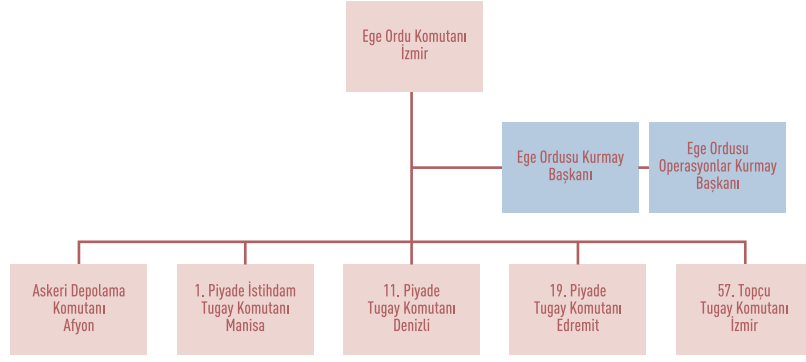 Ege Ordu Komutanı
İzmir
Ege Ordusu Kurmay
Başkanı
Ege Ordusu
Operasyonlar Kurmay
Başkanı
Askeri Depolama
Komutanı
Afyon
1. Piyade İstihdam
Tugay Komutanı
Manisa
11. Piyade
Tugay Komutanı
Denizli
19. Piyade
Tugay Komutanı
Edremit
57. Topçu
Tugay Komutanı
İzmir